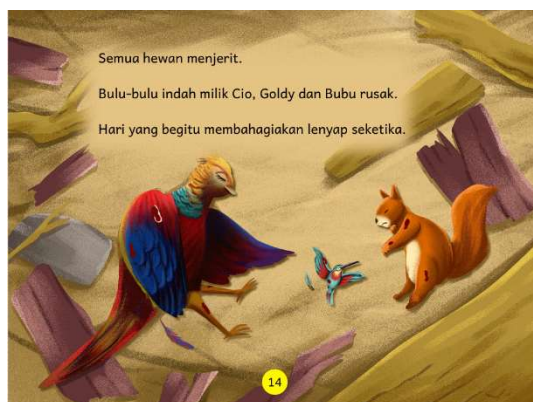 Semua hewan menjerit.
Bulu-bulu indah milik Cio, Goldy dan Bubu rusak.
Hari yang begitu membahagiakan lenyap seketika.
14